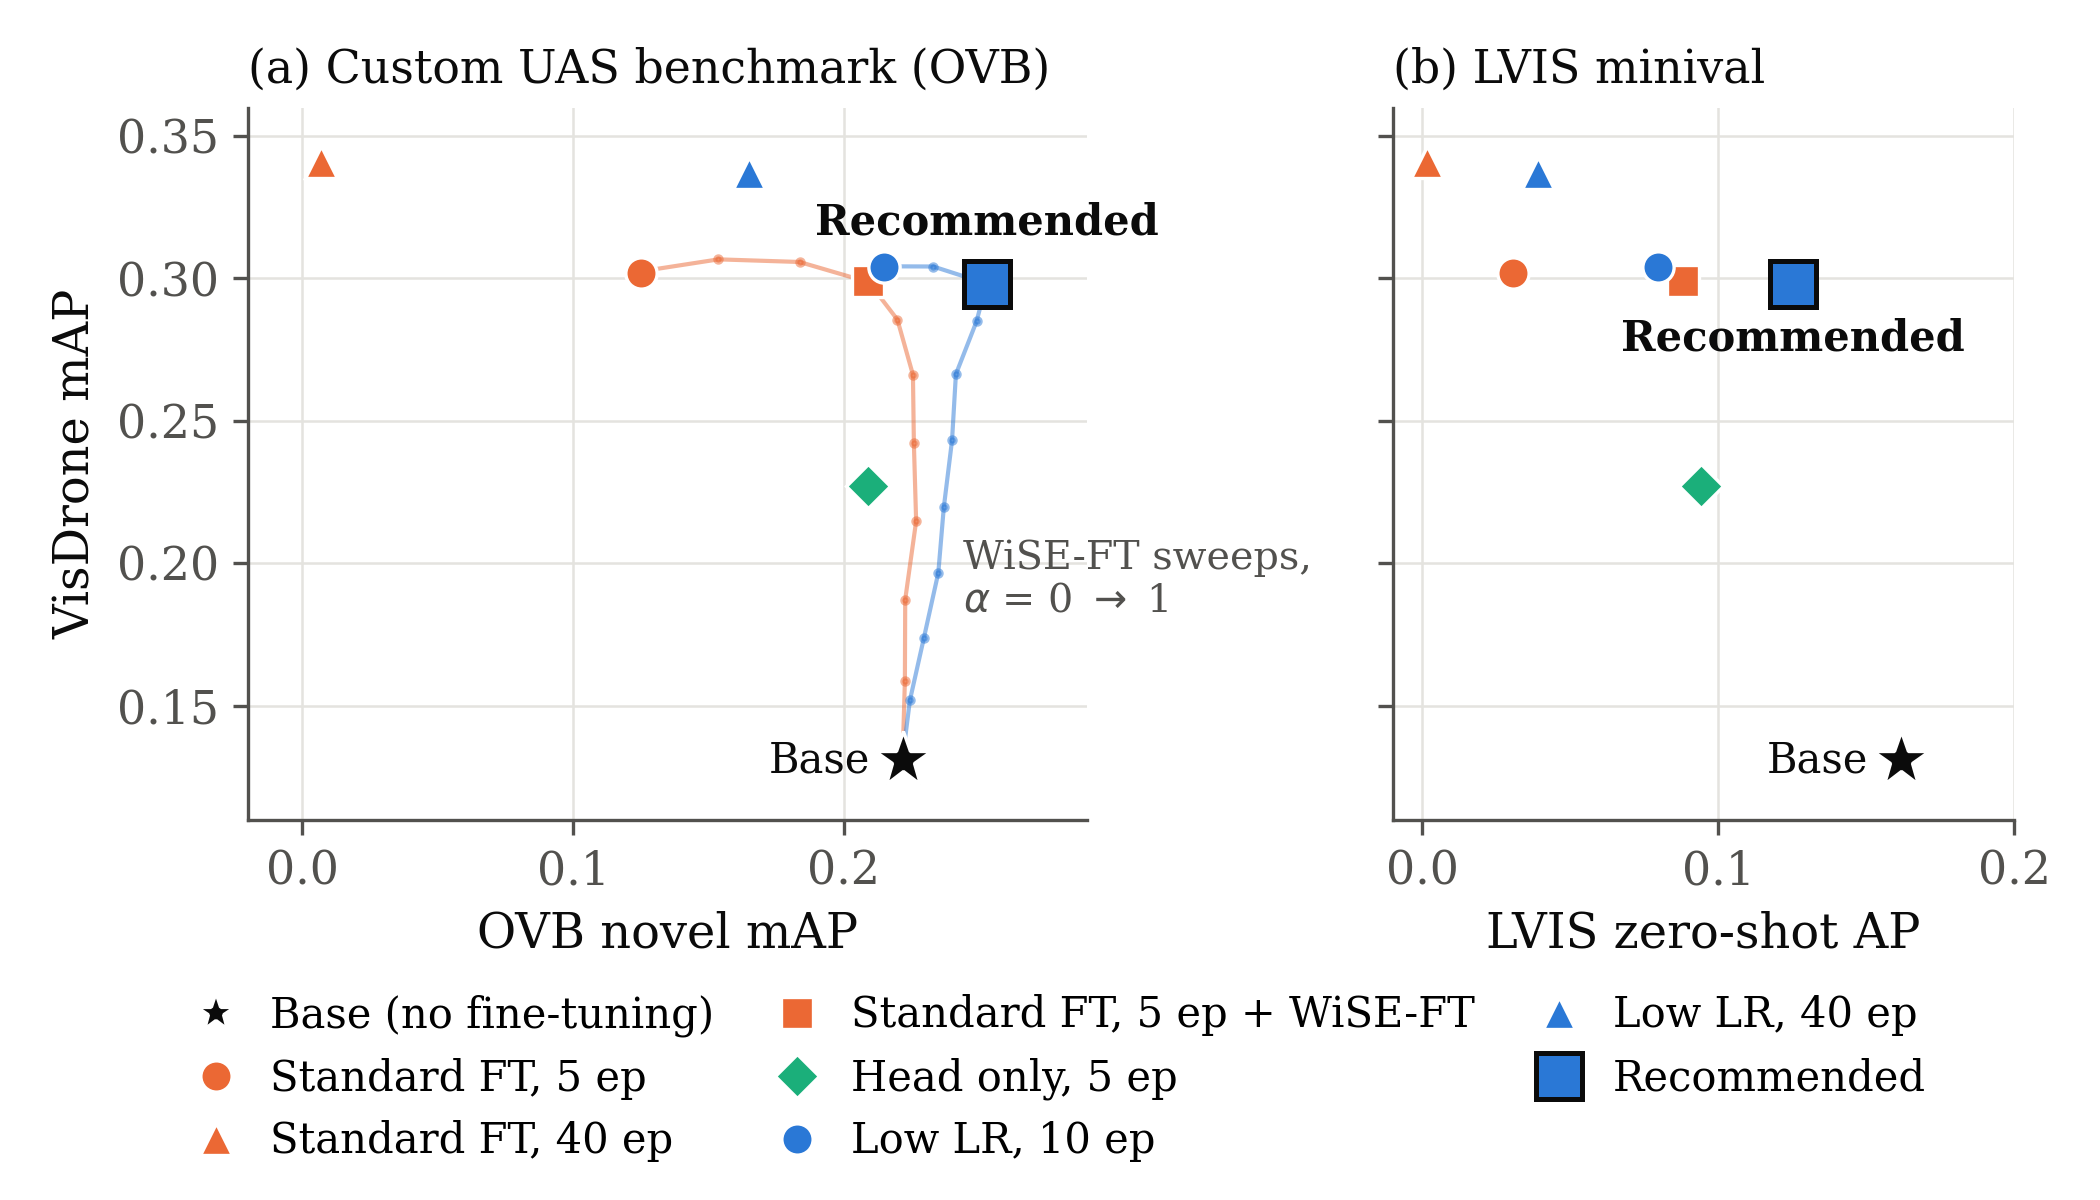 (a) Custom UAS benchmark (OVB)
(b) LVIS minival
VisDrone mAP
0.35
0.30
0.25
0.20
0.15
Recommended
WiSE-FT sweeps,
α = 0 → 1
Base
0.0 0.1 0.2
OVB novel mAP
Recommended
Base
0.0 0.1 0.2
LVIS zero-shot AP
Base (no fine-tuning)
Standard FT, 5 ep
Standard FT, 40 ep
Standard FT, 5 ep + WiSE-FT
Head only, 5 ep
Low LR, 10 ep
Low LR, 40 ep
Recommended